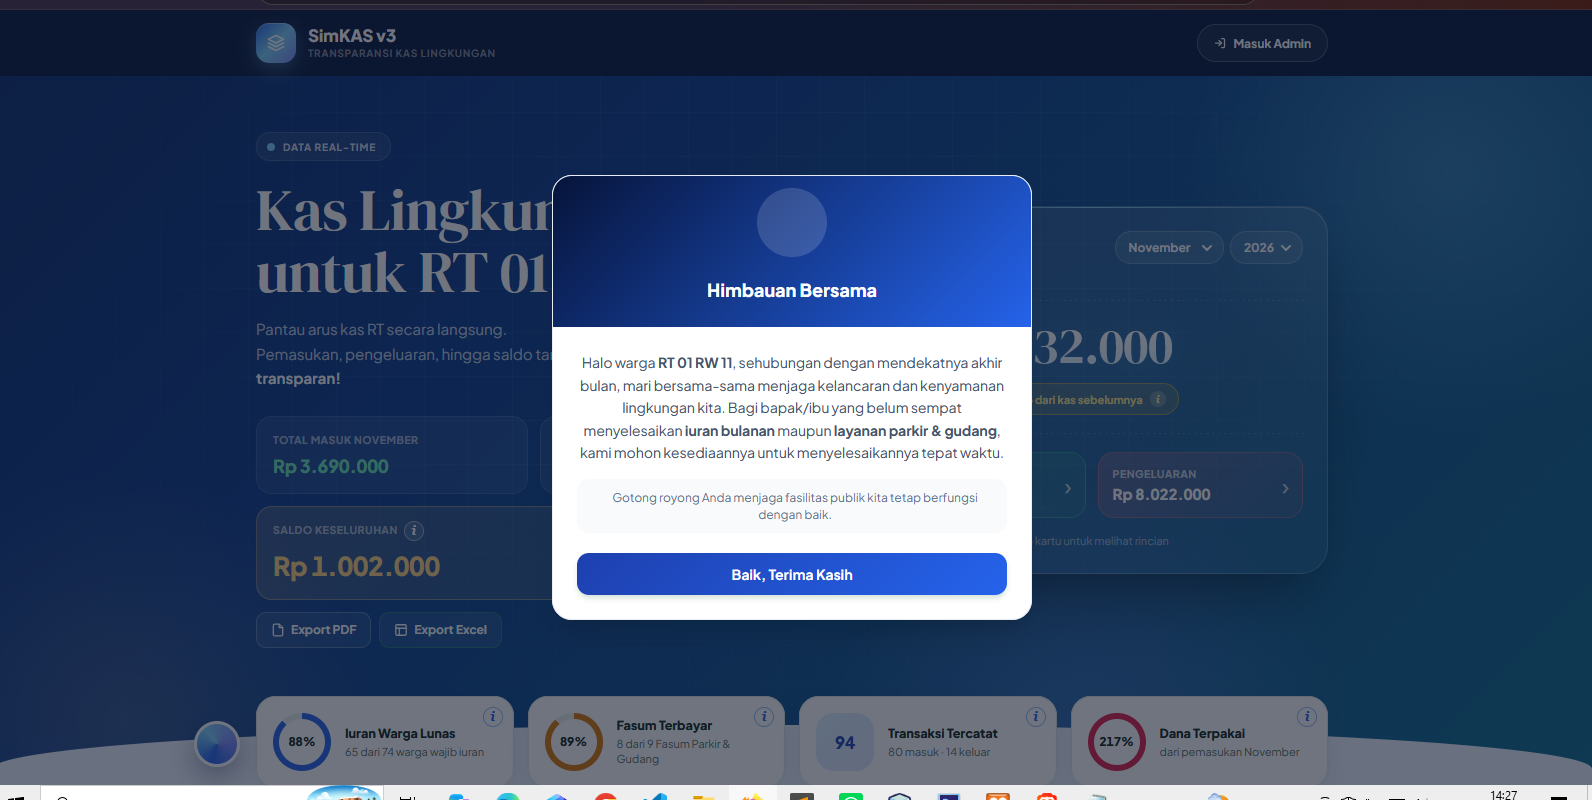 SimKAS v3
TRANSPARANSI KAS LINGKUNGAN
Masuk Admin
DATA REAL-TIME
Kas Lingkun
untuk RT 01
Pantau arus kas RT secara langsung.
Pemasukan, pengeluaran, hingga saldo
transparan!
TOTAL MASUK NOVEMBER
Rp 3.690.000
SALDO KESELURUHAN i
Rp 1.002.000
Export PDF
Export Excel
November
2026
32.000
dari kas sebelumnya i
PENGELUARAN
Rp 8.022.000
kartu untuk melihat rincian
Himbauan Bersama
Halo warga RT 01 RW 11, sehubungan dengan mendekatnya akhir
bulan, mari bersama-sama menjaga kelancaran dan kenyamanan
lingkungan kita. Bagi bapak/ibu yang belum sempat
menyelesaikan iuran bulanan maupun layanan parkir & gudang,
kami mohon kesediaannya untuk menyelesaikannya tepat waktu.
Gotong royong Anda menjaga fasilitas publik kita tetap berfungsi
dengan baik.
Baik, Terima Kasih
88%
Iuran Warga Lunas
65 dari 74 warga wajib iuran
i
89%
Fasum Terbayar
8 dari 9 Fasum Parkir &
Gudang
i
94
Transaksi Tercatat
80 masuk · 14 keluar
i
217%
Dana Terpakai
dari pemasukan November
i
14:27